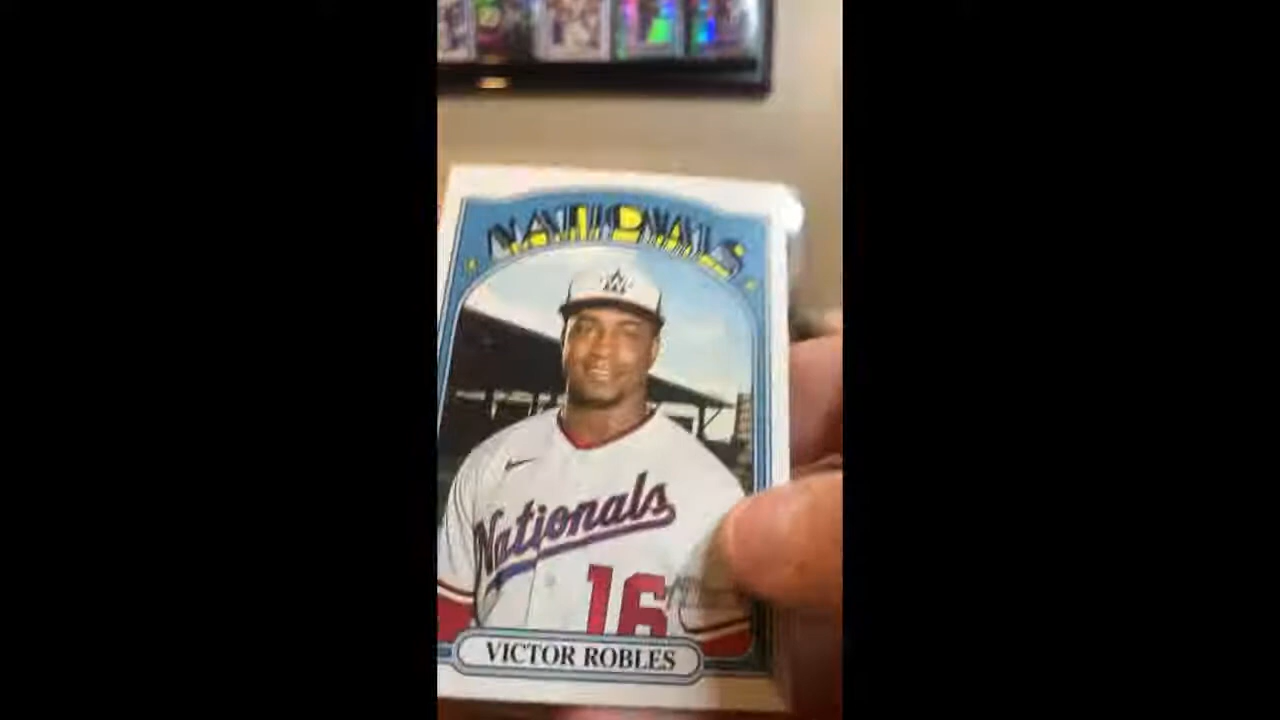 NATIONALS
W
Nationals
16
VICTOR ROBLES